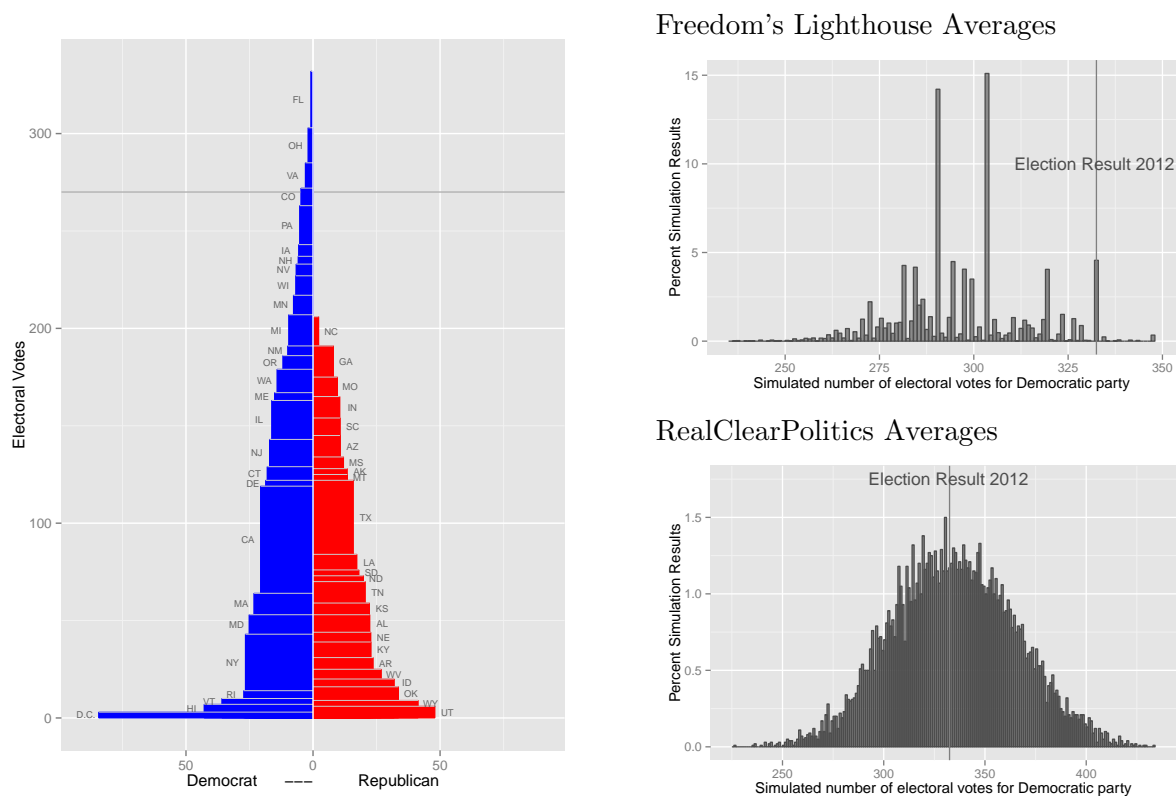 Electoral Votes
300
200
100
0
FL
OH
VA
CO
PA
IA
NH
NV
WI
MN
MI
NM
OR
WA
ME
IL
NJ
CT
DE
CA
MA
MD
NY
RI
VT
HI
D.C.
NC
GA
MO
IN
SC
AZ
MS
AK
MT
TX
LA
SD
ND
TN
KS
AL
NE
KY
AR
WV
ID
OK
WY
UT
50 0 50
Democrat --- Republican
Freedom's Lighthouse Averages
Percent Simulation Results
15
10
5
0
Election Result 2012
250 275 300 325 350
Simulated number of electoral votes for Democratic party
RealClearPolitics Averages
Percent Simulation Results
1.5
1.0
0.5
0.0
Election Result 2012
250 300 350 400
Simulated number of electoral votes for Democratic party